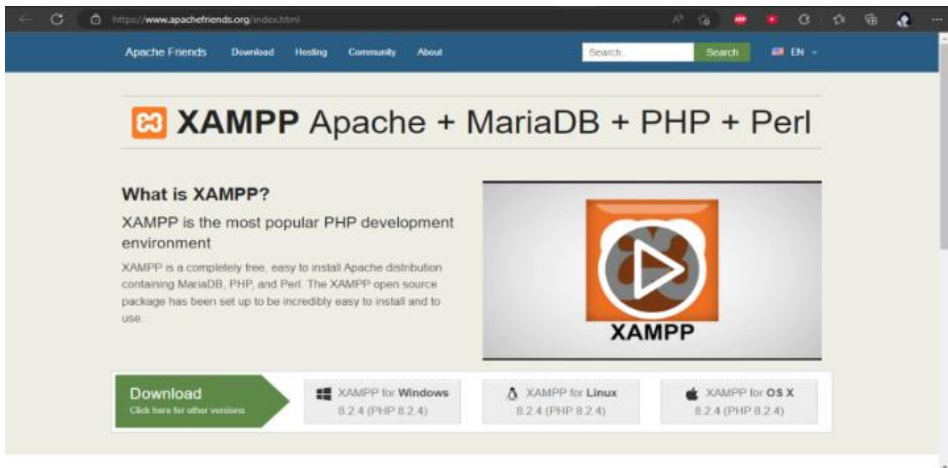 https://www.apachefriends.org/index.html
Apache Friends Download Hosting Community About Search... Search EN
XAMPP Apache + MariaDB + PHP + Perl
What is XAMPP?
XAMPP is the most popular PHP development
environment
XAMPP is a completely free, easy to install Apache distribution
containing MariaDB, PHP, and Perl. The XAMPP open source
package has been set up to be incredibly easy to install and to
use.
XAMPP
Download
Click here for other versions
XAMPP for Windows
8.2.4 (PHP 8.2.4)
XAMPP for Linux
8.2.4 (PHP 8.2.4)
XAMPP for OS X
8.2.4 (PHP 8.2.4)